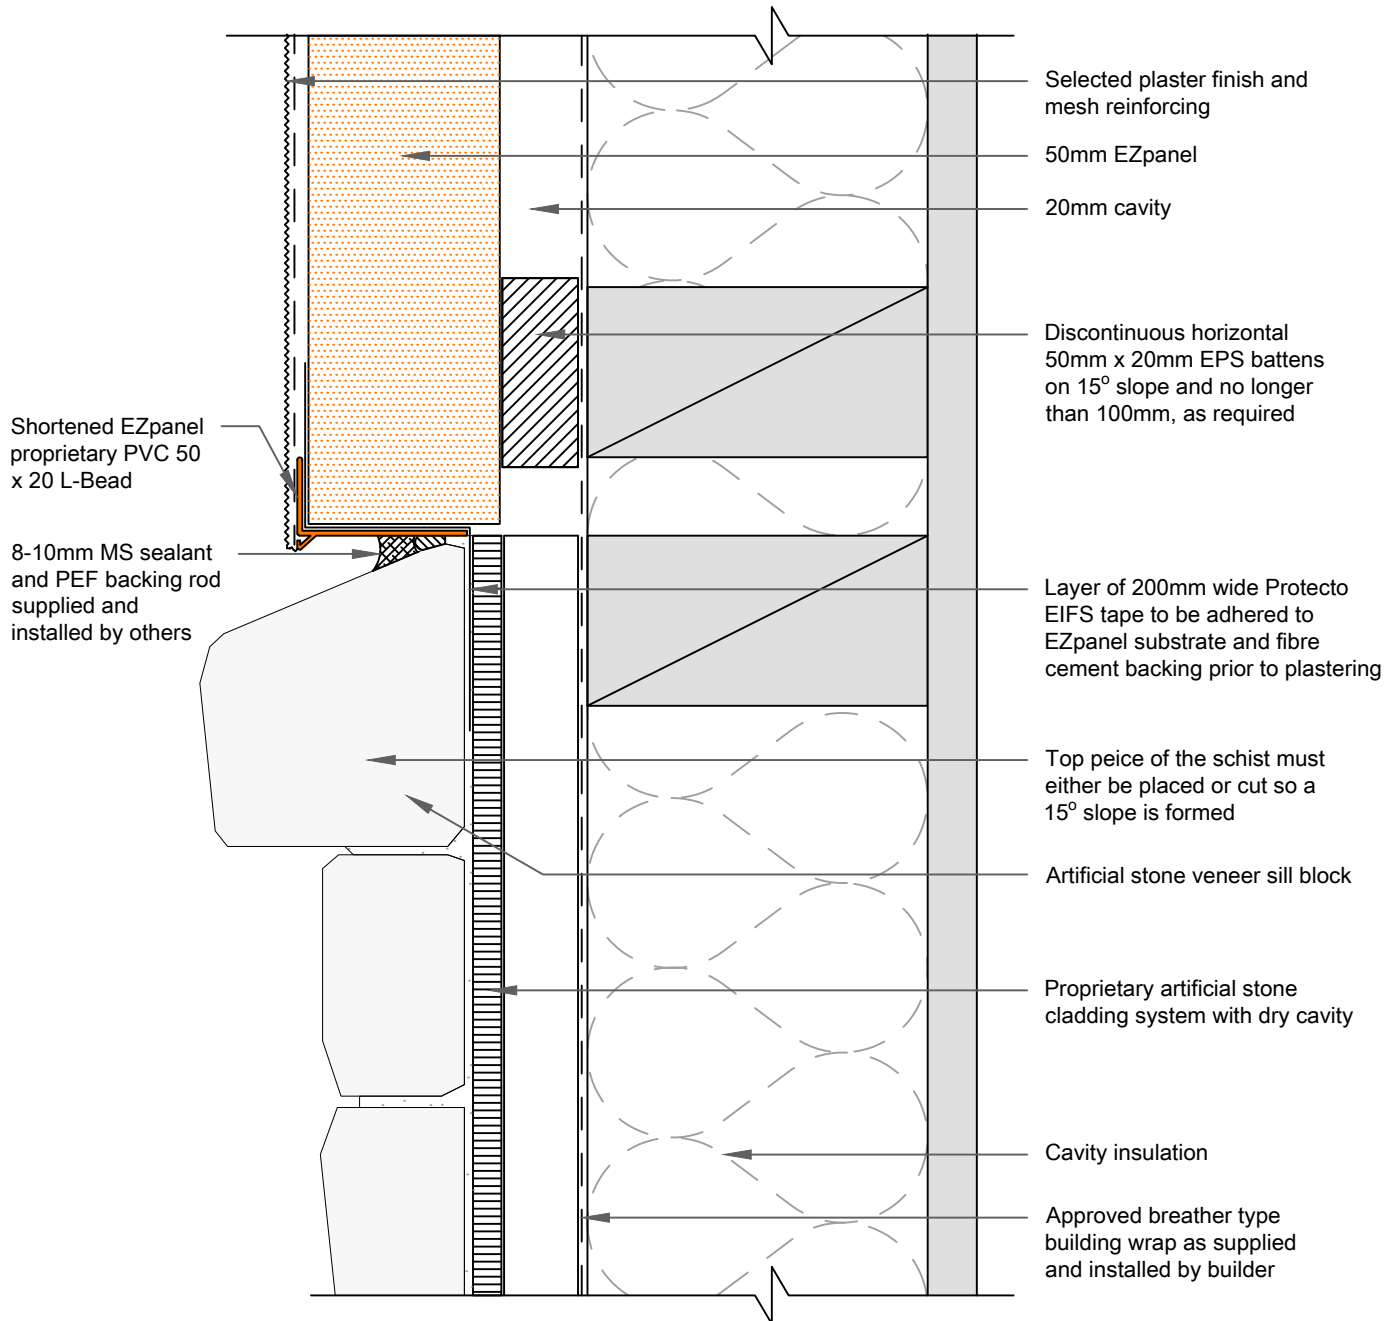 Selected plaster finish and
mesh reinforcing
50mm EZpanel
20mm cavity
Discontinuous horizontal
50mm x 20mm EPS battens
on 15° slope and no longer
than 100mm, as required
Shortened EZpanel
proprietary PVC 50
x 20 L-Bead
8-10mm MS sealant
and PEF backing rod
supplied and
installed by others
Layer of 200mm wide Protecto
EIFS tape to be adhered to
EZpanel substrate and fibre
cement backing prior to plastering
Top peice of the schist must
either be placed or cut so a
15° slope is formed
Artificial stone veneer sill block
Proprietary artificial stone
cladding system with dry cavity
Cavity insulation
Approved breather type
building wrap as supplied
and installed by builder